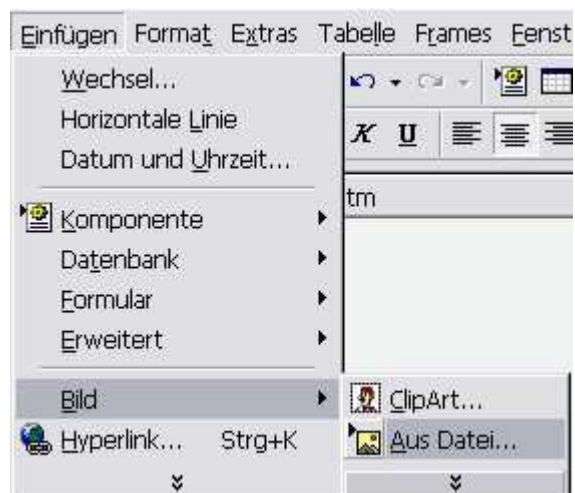 Einfügen Format Extras Tabelle Frames Fenst
Wechsel...
Horizontale Linie
Datum und Uhrzeit...
K U
tm
Komponente
Datenbank
Formular
Erweitert
Bild
ClipArt...
Hyperlink... Strg+K
Aus Datei...